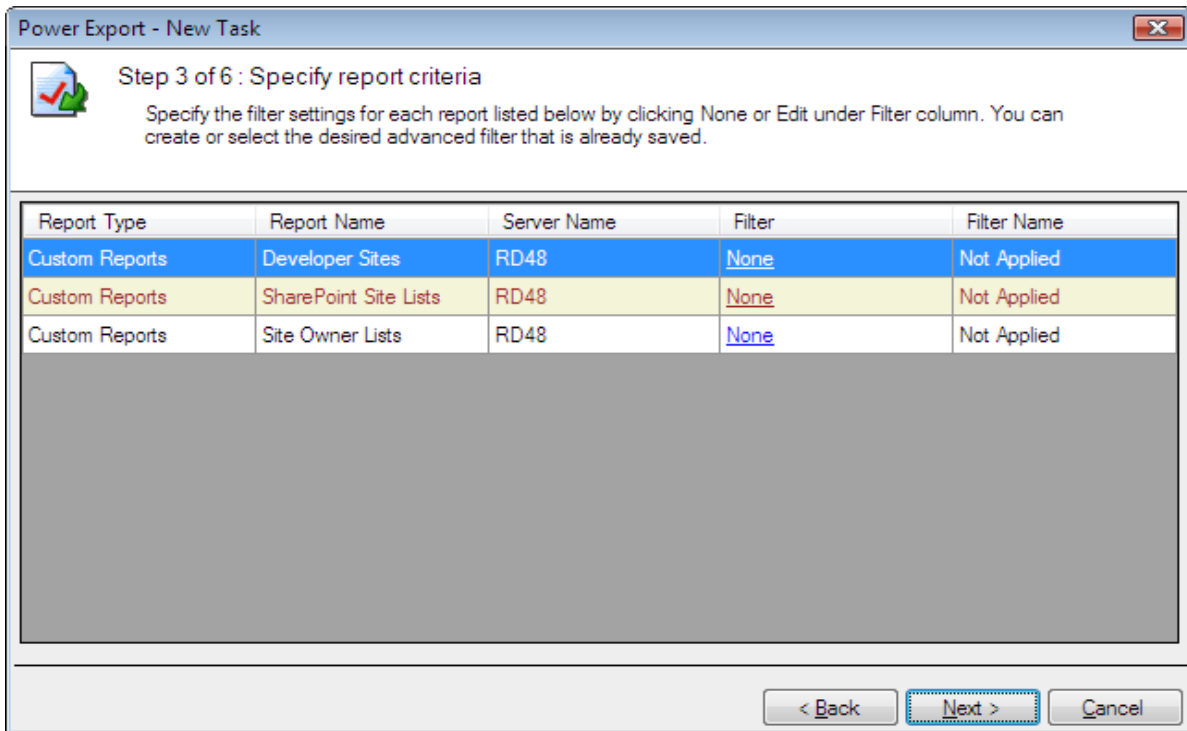 Power Export - New Task
Step 3 of 6 : Specify report criteria
Specify the filter settings for each report listed below by clicking None or Edit under Filter column. You can
create or select the desired advanced filter that is already saved.
Report Type Report Name Server Name Filter Filter Name
Custom Reports Developer Sites RD48 None Not Applied
Custom Reports SharePoint Site Lists RD48 None Not Applied
Custom Reports Site Owner Lists RD48 None Not Applied
< Back Next > Cancel